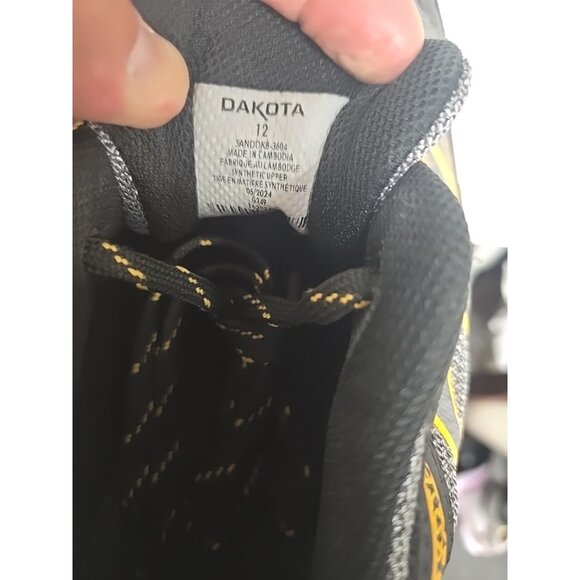 DAKOTA
12
SANDDK8-3604
MADE IN CAMBODIA
FABRIQUÉ AU CAMBODGE
SYNTHETIC UPPER
TIGE EN MATIÈRE SYNTHÉTIQUE
05/2024